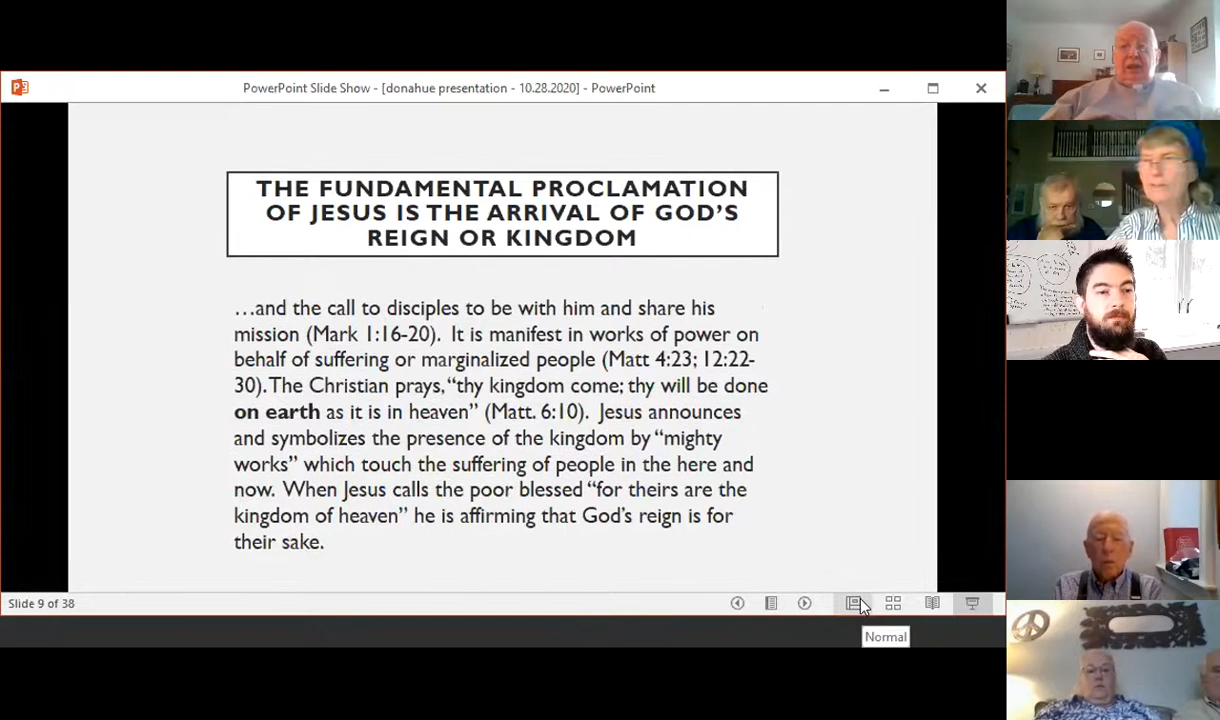 PowerPoint Slide Show - [donahue presentation - 10.28.2020] - PowerPoint
THE FUNDAMENTAL PROCLAMATION
OF JESUS IS THE ARRIVAL OF GOD'S
REIGN OR KINGDOM
…and the call to disciples to be with him and share his
mission (Mark 1:16-20).  It is manifest in works of power on
behalf of suffering or marginalized people (Matt 4:23; 12:22-
30). The Christian prays, "thy kingdom come; thy will be done
on earth as it is in heaven" (Matt. 6:10).  Jesus announces
and symbolizes the presence of the kingdom by "mighty
works" which touch the suffering of people in the here and
now.  When Jesus calls the poor blessed "for theirs are the
kingdom of heaven" he is affirming that God's reign is for
their sake.
Slide 9 of 38
Normal